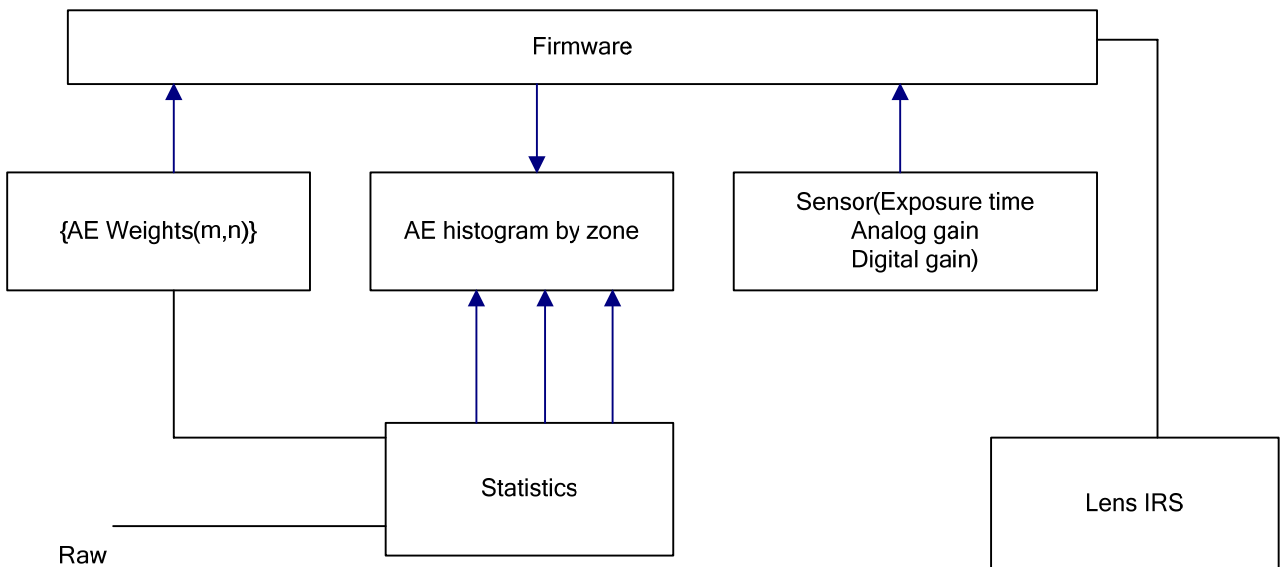 Firmware
{AE Weights(m,n)}
AE histogram by zone
Sensor(Exposure time
Analog gain
Digital gain)
Statistics
Lens IRS
Raw